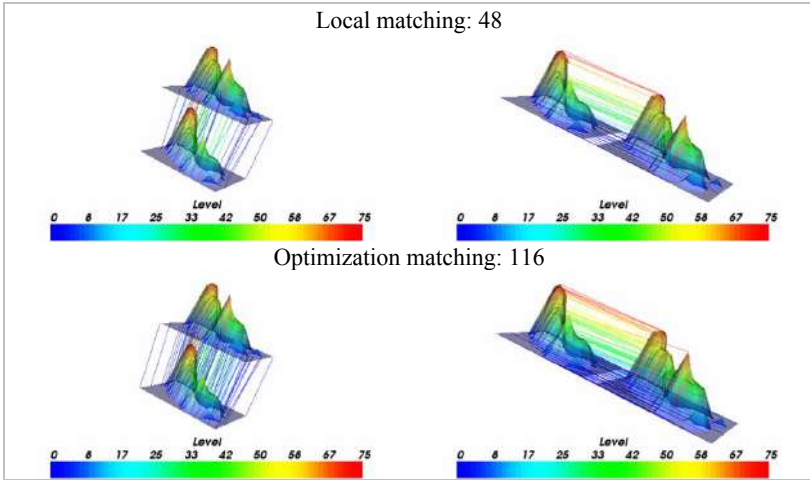 Local matching: 48
Level Level
0 8 17 25 33 42 50 58 67 75 0 8 17 25 33 42 50 58 67 75
Optimization matching: 116
Level Level
0 8 17 25 33 42 50 58 67 75 0 8 17 25 33 42 50 58 67 75